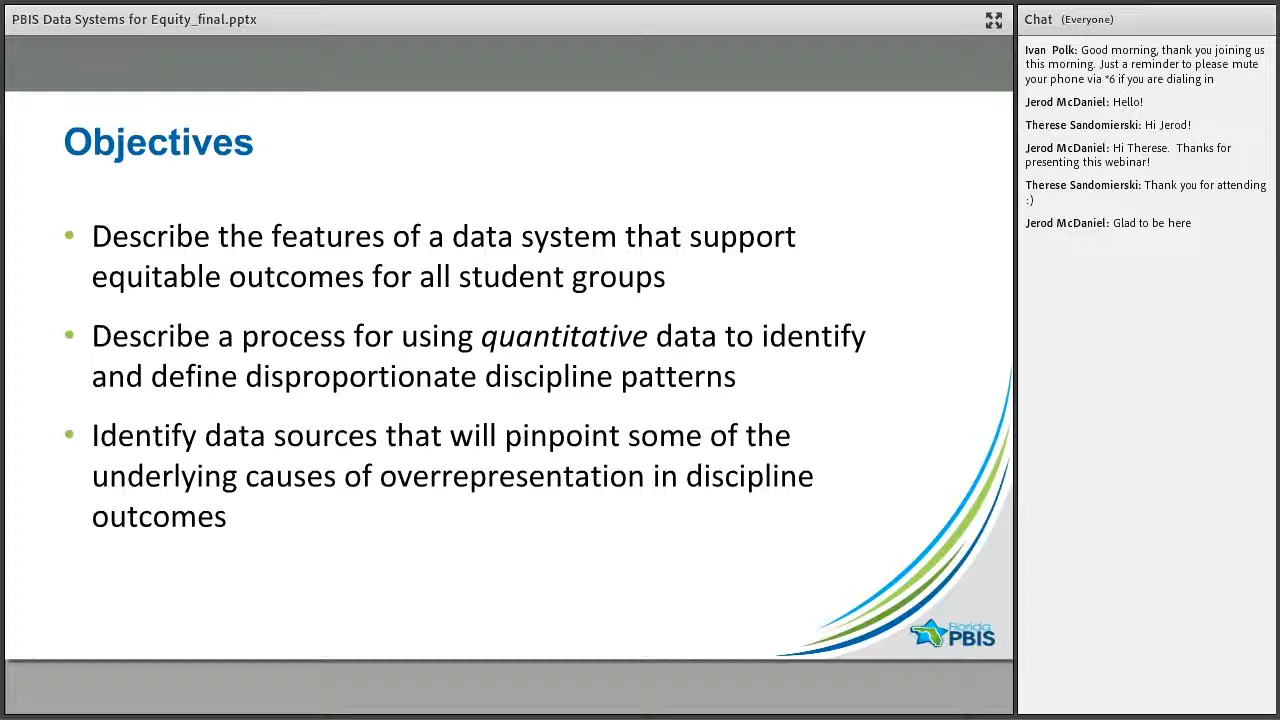 PBIS Data Systems for Equity_final.pptx
Objectives
• Describe the features of a data system that support
equitable outcomes for all student groups
• Describe a process for using quantitative data to identify
and define disproportionate discipline patterns
• Identify data sources that will pinpoint some of the
underlying causes of overrepresentation in discipline
outcomes
Florida
PBIS
Chat (Everyone)
Ivan Polk: Good morning, thank you joining us
this morning. Just a reminder to please mute
your phone via *6 if you are dialing in
Jerod McDaniel: Hello!
Therese Sandomierski: Hi Jerod!
Jerod McDaniel: Hi Therese. Thanks for
presenting this webinar!
Therese Sandomierski: Thank you for attending
:)
Jerod McDaniel: Glad to be here